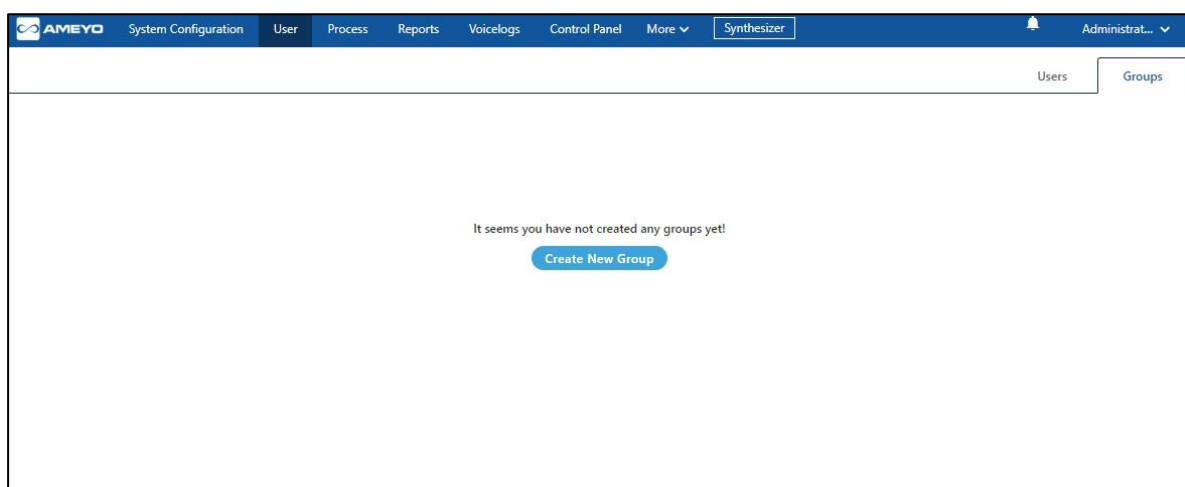 AMEYO System Configuration User Process Reports Voicelogs Control Panel More Synthesizer Administrat...
Users Groups
It seems you have not created any groups yet!
Create New Group